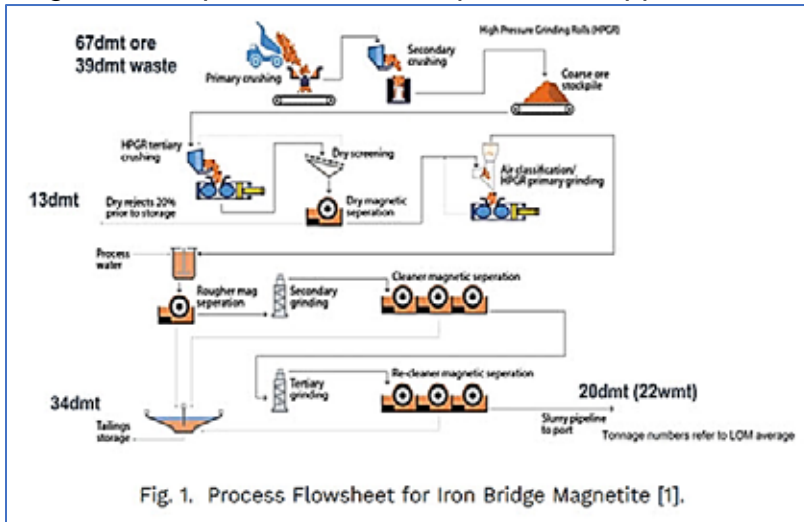 67dmt ore
39dmt waste
Primary crushing
Secondary
crushing
High Pressure Grinding Rolls (HPGR)
Coarse ore
stockpile
HPGR tertiary
crushing
Dry screening
Air classification/
HPGR primary grinding
13dmt
Dry rejects 20%
prior to storage
Dry magnetic
seperation
Process
water
Rougher mag
seperation
Secondary
grinding
Cleaner magnetic seperation
34dmt
Tailings
storage
Tertiary
grinding
Re-cleaner magnetic seperation
20dmt (22wmt)
Slurry pipeline
to port
Tonnage numbers refer to LOM average
Fig. 1. Process Flowsheet for Iron Bridge Magnetite [1].